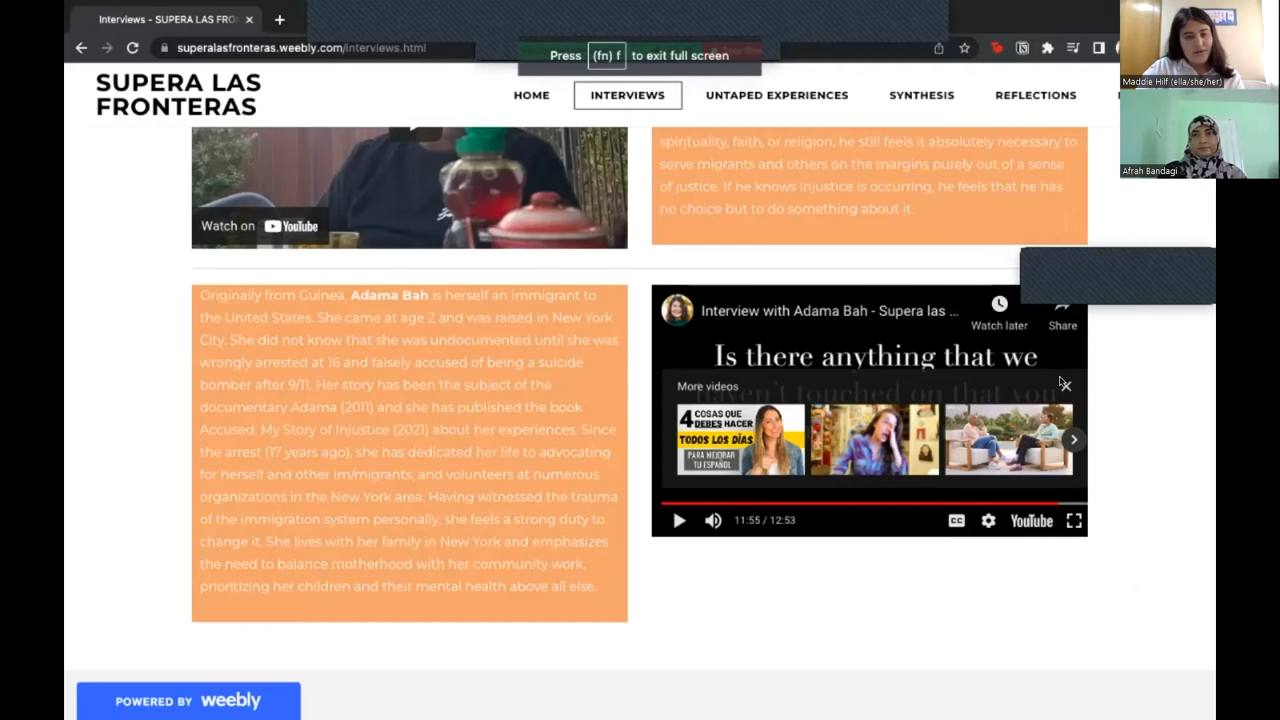 Interviews - SUPERA LAS FRO
superalasfronteras.weebly.com/interviews.html
Press (fn) f to exit full screen
Maddie Hilf (ella/she/her)
Afrah Bandagi
SUPERA LAS
FRONTERAS
HOME INTERVIEWS UNTAPED EXPERIENCES SYNTHESIS REFLECTIONS
Watch on YouTube
spirituality, faith, or religion, he still feels it absolutely necessary to
serve migrants and others on the margins purely out of a sense
of justice. If he knows injustice is occurring, he feels that he has
no choice but to do something about it.
Originally from Guinea, Adama Bah is herself an immigrant to
the United States. She came at age 2 and was raised in New York
City. She did not know that she was undocumented until she was
wrongly arrested at 16 and falsely accused of being a suicide
bomber after 9/11. Her story has been the subject of the
documentary Adama (2011) and she has published the book
Accused: My Story of Injustice (2021) about her experiences. Since
the arrest (17 years ago), she has dedicated her life to advocating
for herself and other im/migrants, and volunteers at numerous
organizations in the New York area. Having witnessed the trauma
of the immigration system personally, she feels a strong duty to
change it. She lives with her family in New York and emphasizes
the need to balance motherhood with her community work,
prioritizing her children and their mental health above all else.
Interview with Adama Bah - Supera las ...
Watch later
Share
Is there anything that we
haven't touched on that you
More videos
4 COSAS QUE
DEBES HACER
TODOS LOS DÍAS
PARA MEJORAR
TU ESPAÑOL
11:55 / 12:53
CC
YouTube
POWERED BY weebly